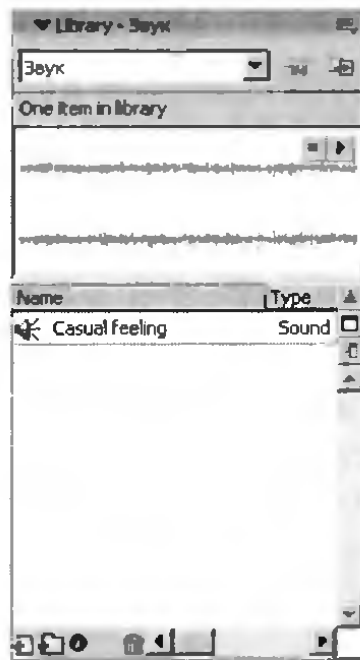 Library - Звук
Звук
One item in library
Name Type
Casual feeling Sound